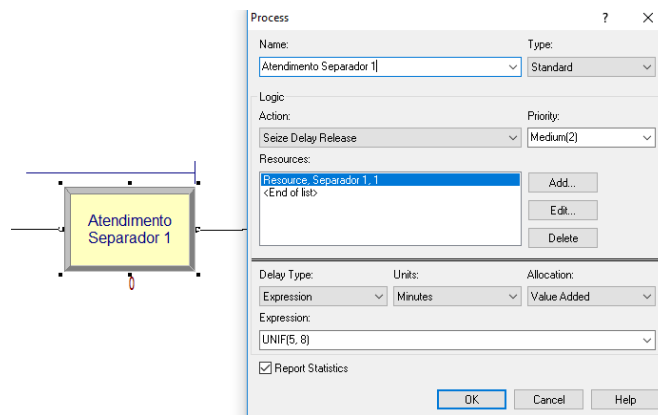 Process
?
Name:
Type:
Atendimento Separador 1
Standard
Logic
Action:
Priority:
Seize Delay Release
Medium(2)
Resources:
Resource, Separador 1, 1
<End of list>
Add...
Edit...
Delete
Atendimento
Separador 1
0
Delay Type:
Units:
Allocation:
Expression
Minutes
Value Added
Expression:
UNIF(5, 8)
Report Statistics
OK
Cancel
Help